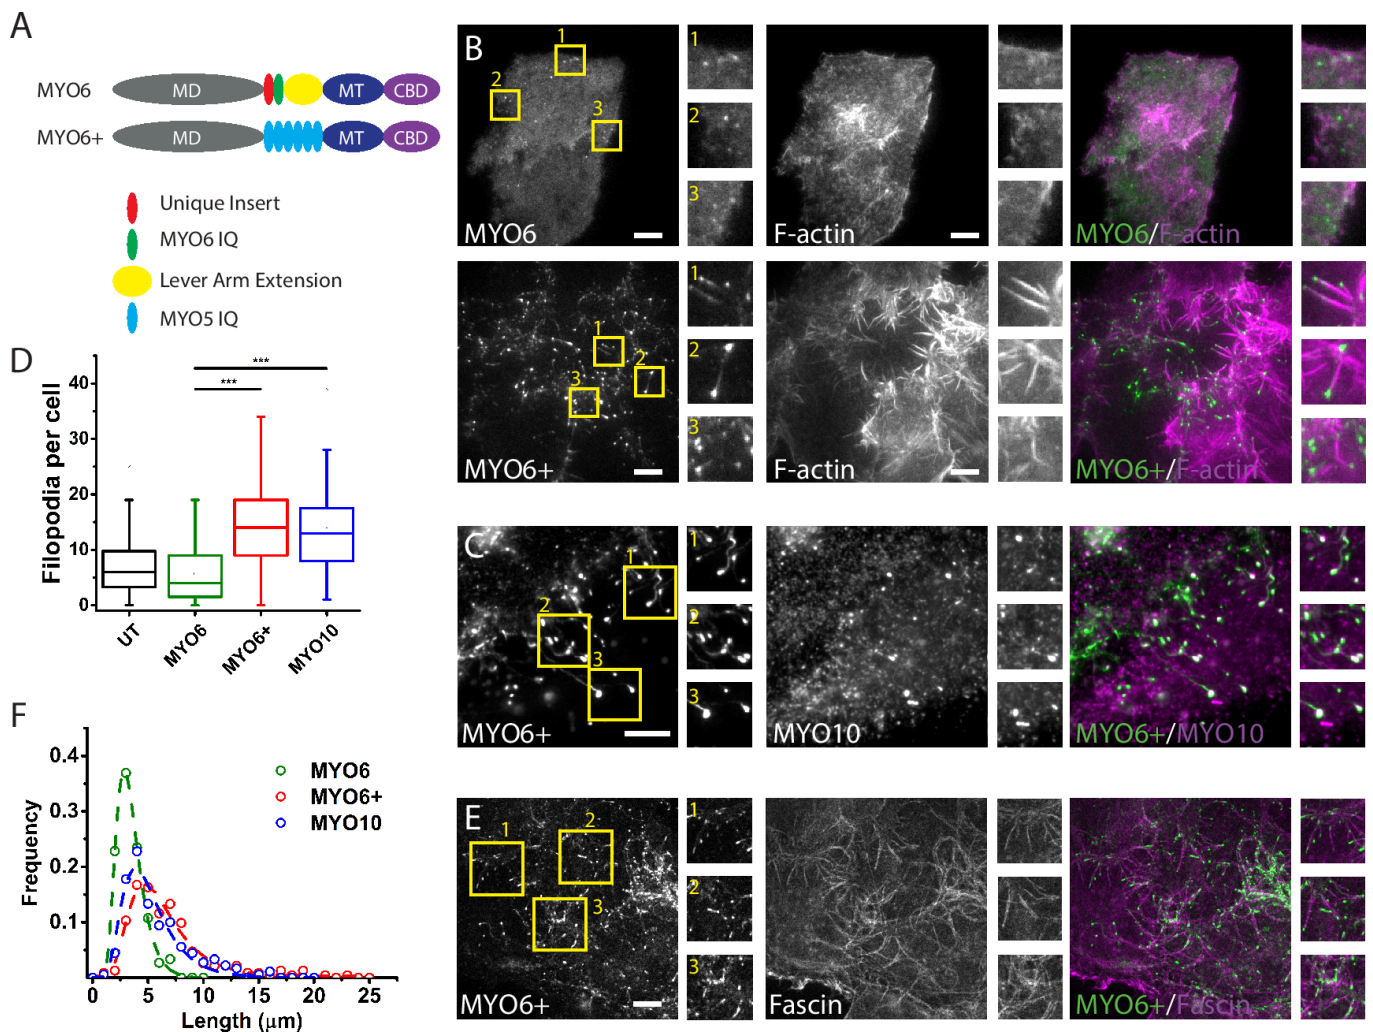 A
MYO6
MD
MT
CBD
MYO6+
MD
MT
CBD
Unique Insert
MYO6 IQ
Lever Arm Extension
MYO5 IQ
B
1
2
3
MYO6
1
2
3
F-actin
MYO6/F-actin
1
2
3
MYO6+
1
2
3
F-actin
MYO6+/F-actin
C
1
2
3
MYO6+
1
2
3
MYO10
MYO6+/MYO10
D
Filopodia per cell
40
30
20
10
0
***
***
UT
MYO6
MYO6+
MYO10
E
1
2
3
MYO6+
1
2
3
Fascin
MYO6+/Fascin
F
Frequency
0.4
0.3
0.2
0.1
MYO6
MYO6+
MYO10
0 5 10 15 20 25
Length (μm)